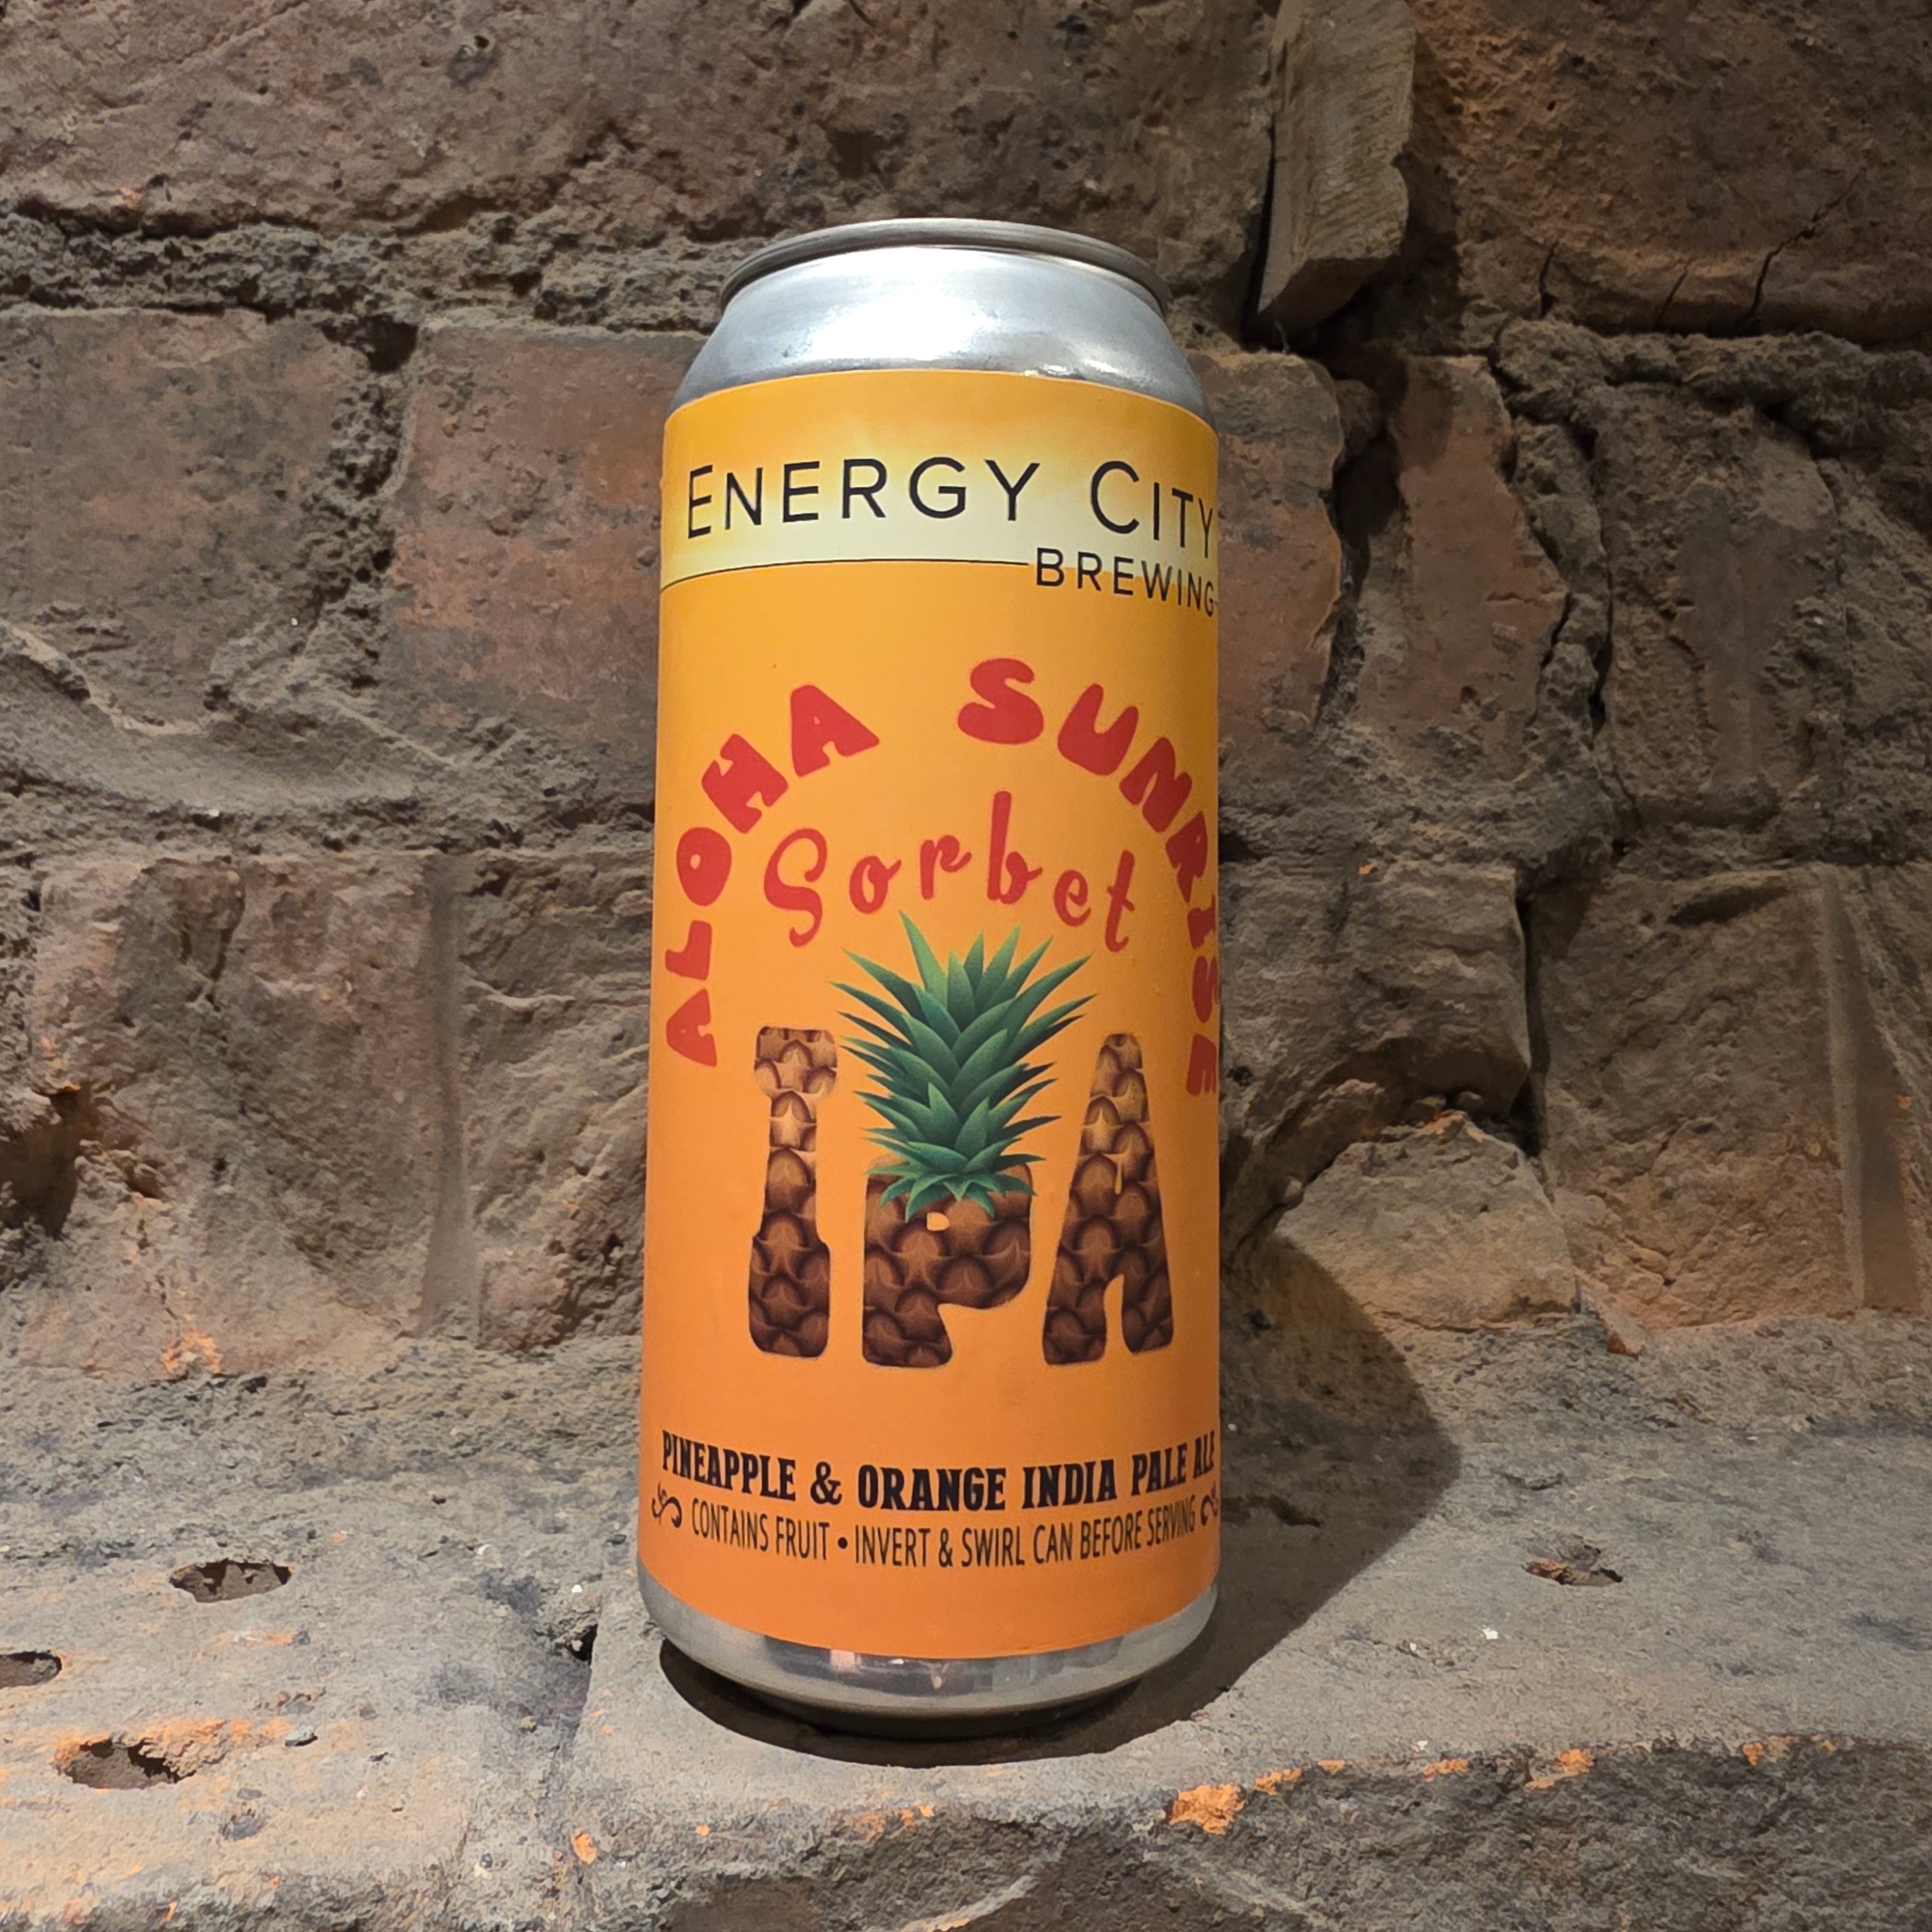 ENERGY CITY
BREWING
ALOHA SUNRISE
Sorbet
IPA
PINEAPPLE & ORANGE INDIA PALE ALE
CONTAINS FRUIT • INVERT & SWIRL CAN BEFORE SERVING